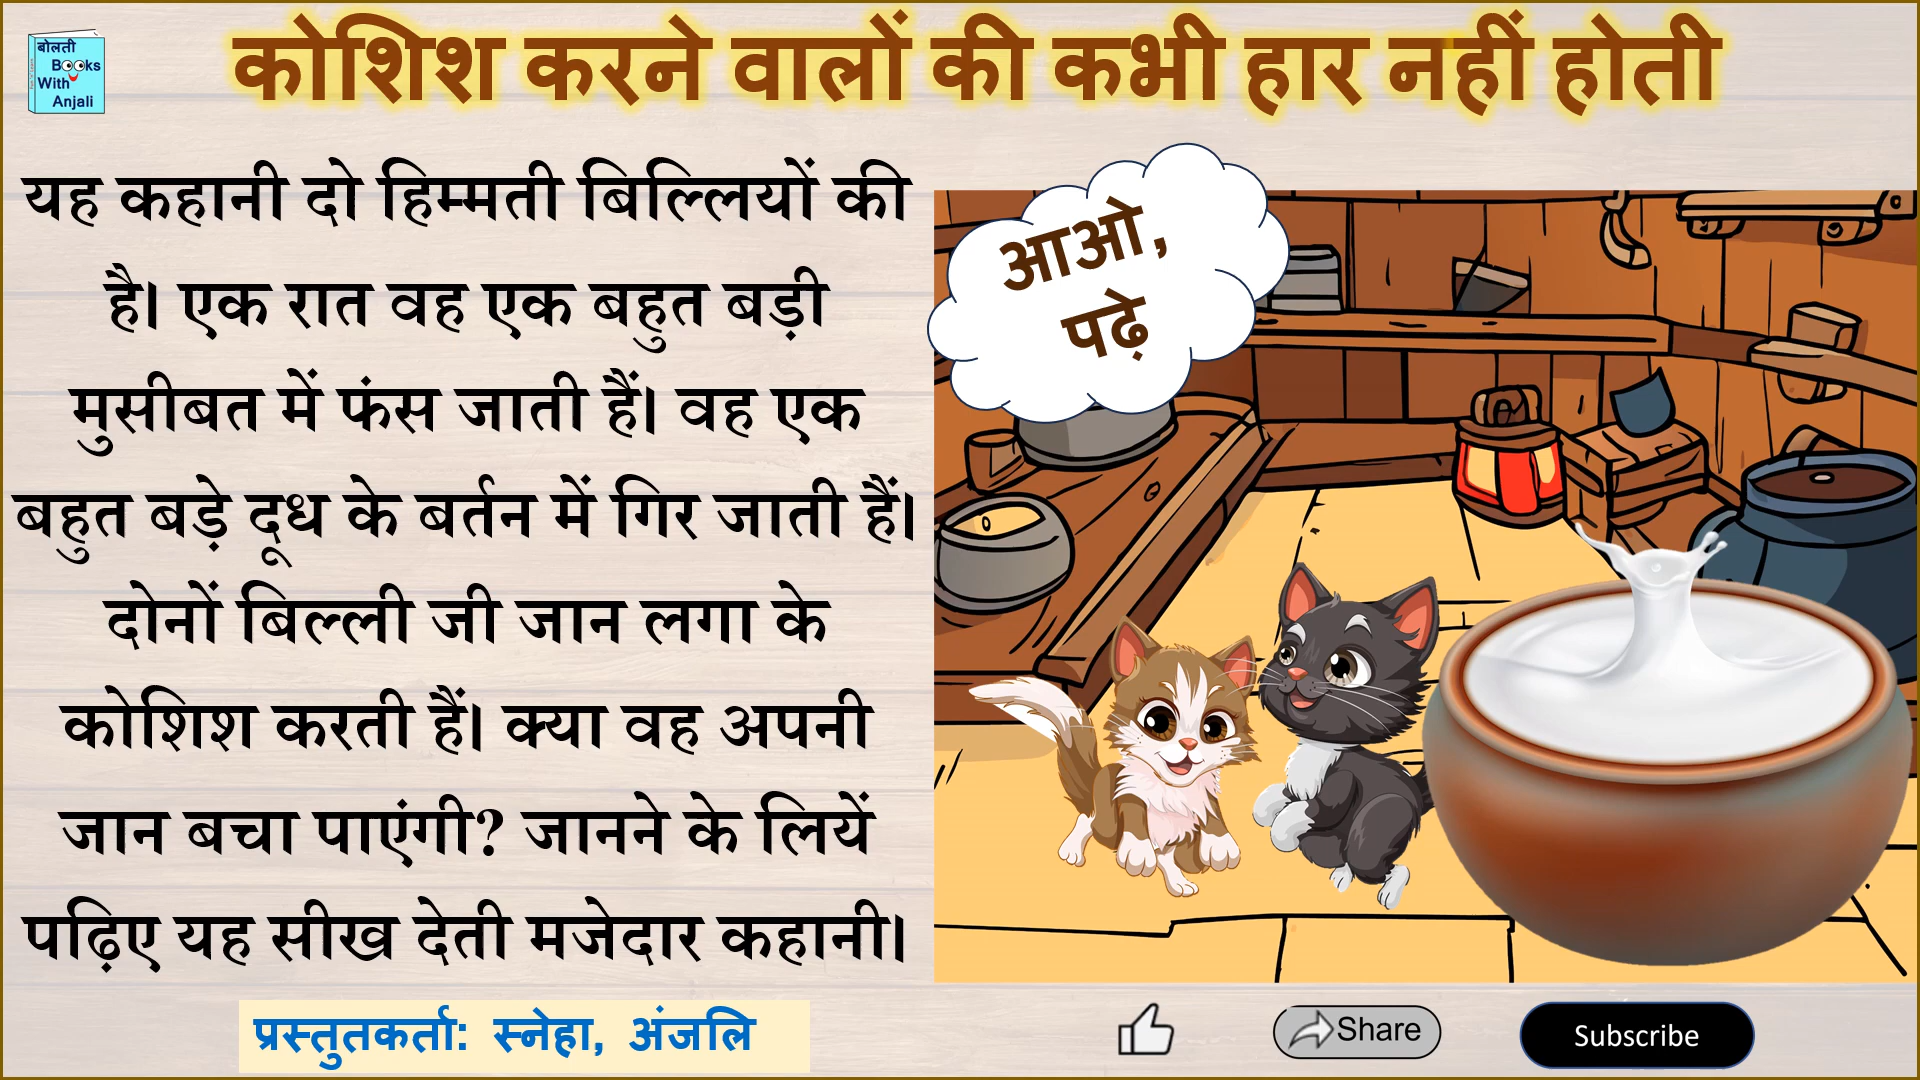 बोलती
Books
With
Anjali
कोशिश करने वालों की कभी हार नहीं होती
यह कहानी दो हिम्मती बिल्लियों की
है। एक रात वह एक बहुत बड़ी
मुसीबत में फंस जाती हैं। वह एक
बहुत बड़े दूध के बर्तन में गिर जाती हैं।
दोनों बिल्ली जी जान लगा के
कोशिश करती हैं। क्या वह अपनी
जान बचा पाएंगी? जानने के लियें
पढ़िए यह सीख देती मजेदार कहानी।
आओ,
पढ़े
प्रस्तुतकर्ता: स्नेहा, अंजलि
Share
Subscribe